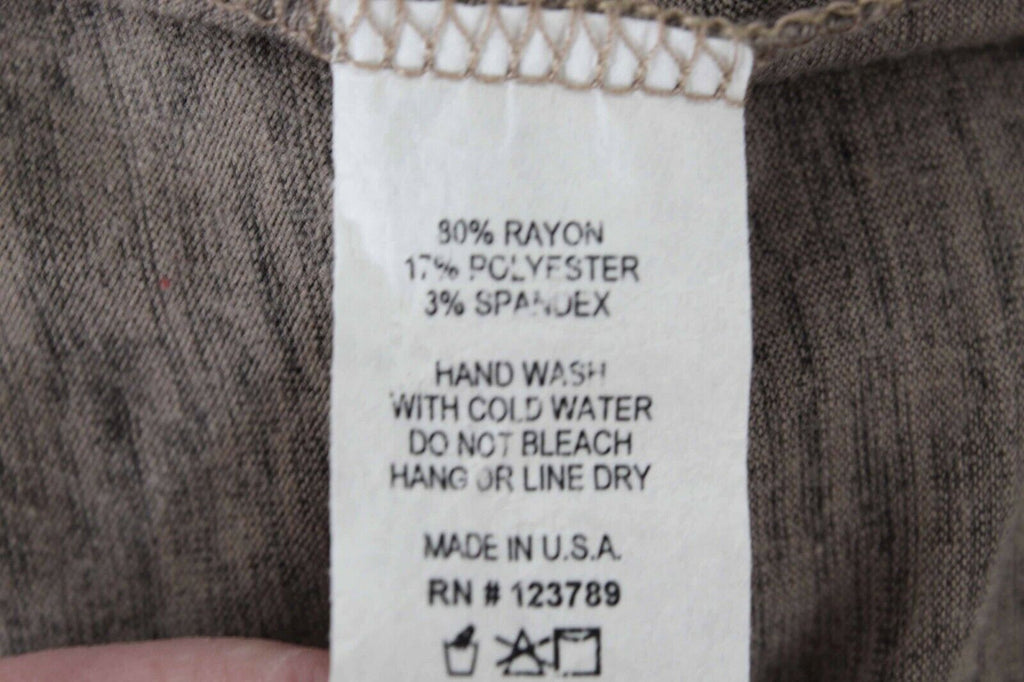 80% RAYON
17% POLYESTER
3% SPANDEX
HAND WASH
WITH COLD WATER
DO NOT BLEACH
HANG OR LINE DRY
MADE IN U.S.A.
RN # 123789